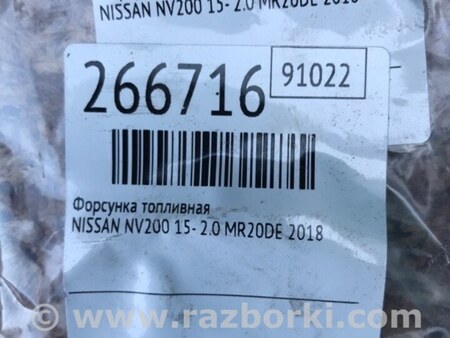 NISSAN NV200 15- 2.0 MR20DE 2018
266716
91022
Форсунка топливная
NISSAN NV200 15- 2.0 MR20DE 2018
www.razborki.com